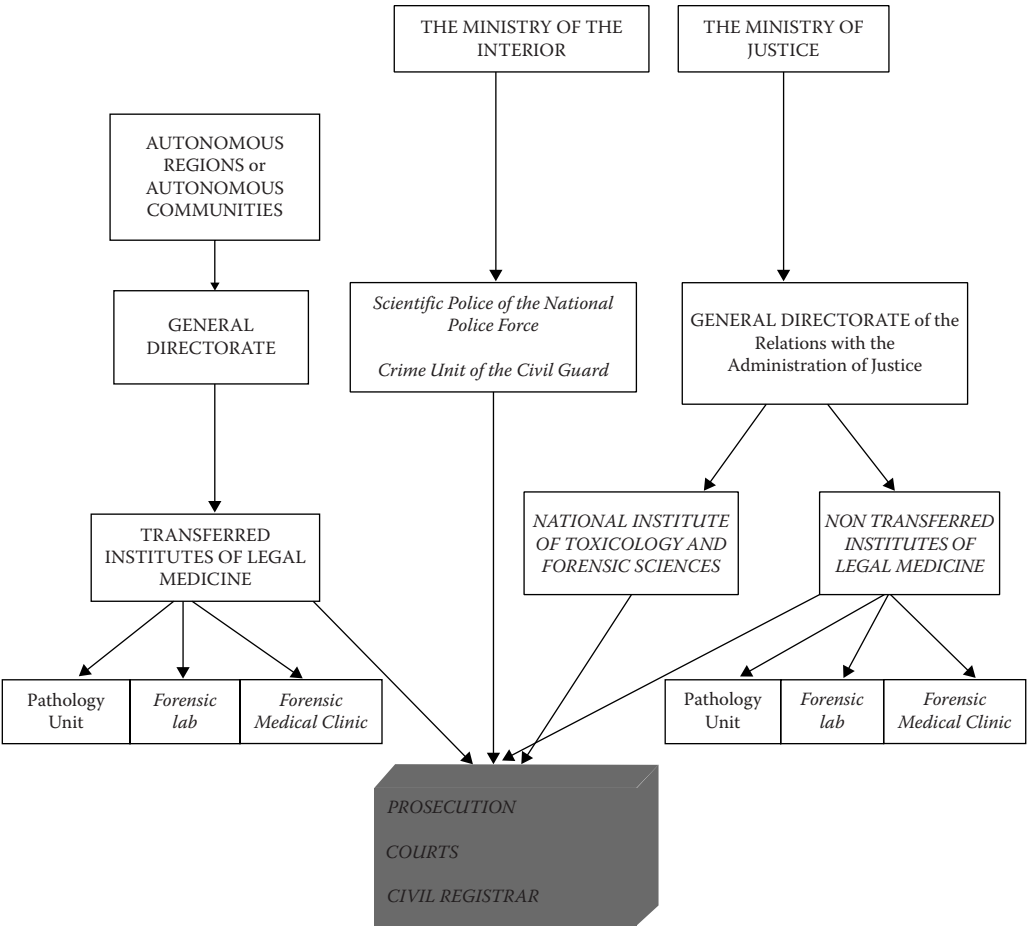 THE MINISTRY OF THE
INTERIOR
THE MINISTRY OF
JUSTICE
AUTONOMOUS
REGIONS or
AUTONOMOUS
COMMUNITIES
GENERAL
DIRECTORATE
Scientific Police of the National
Police Force
Crime Unit of the Civil Guard
GENERAL DIRECTORATE of the
Relations with the
Administration of Justice
TRANSFERRED
INSTITUTES OF LEGAL
MEDICINE
NATIONAL INSTITUTE
OF TOXICOLOGY AND
FORENSIC SCIENCES
NON TRANSFERRED
INSTITUTES OF
LEGAL MEDICINE
Pathology
Unit
Forensic
lab
Forensic
Medical Clinic
Pathology
Unit
Forensic
lab
Forensic
Medical Clinic
PROSECUTION
COURTS
CIVIL REGISTRAR